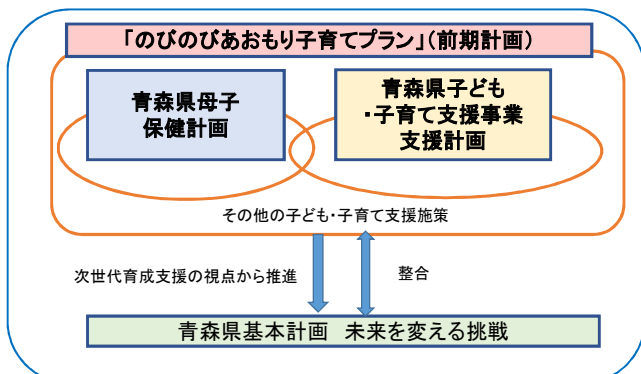 「のびのびあおもり子育てプラン」（前期計画）
青森県母子
保健計画
青森県子ども
・子育て支援事業
支援計画
その他の子ども・子育て支援施策
次世代育成支援の視点から推進
整合
青森県基本計画　未来を変える挑戦